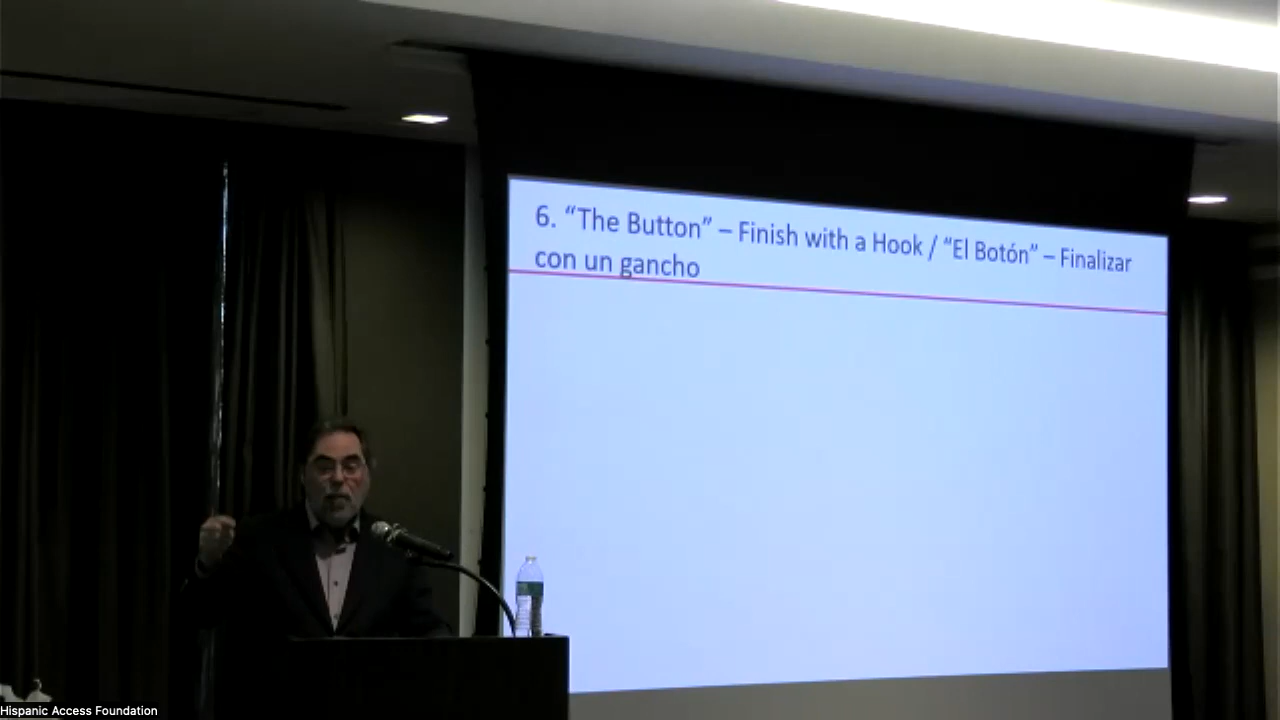 6. “The Button” – Finish with a Hook / “El Botón” – Finalizar
con un gancho
Hispanic Access Foundation